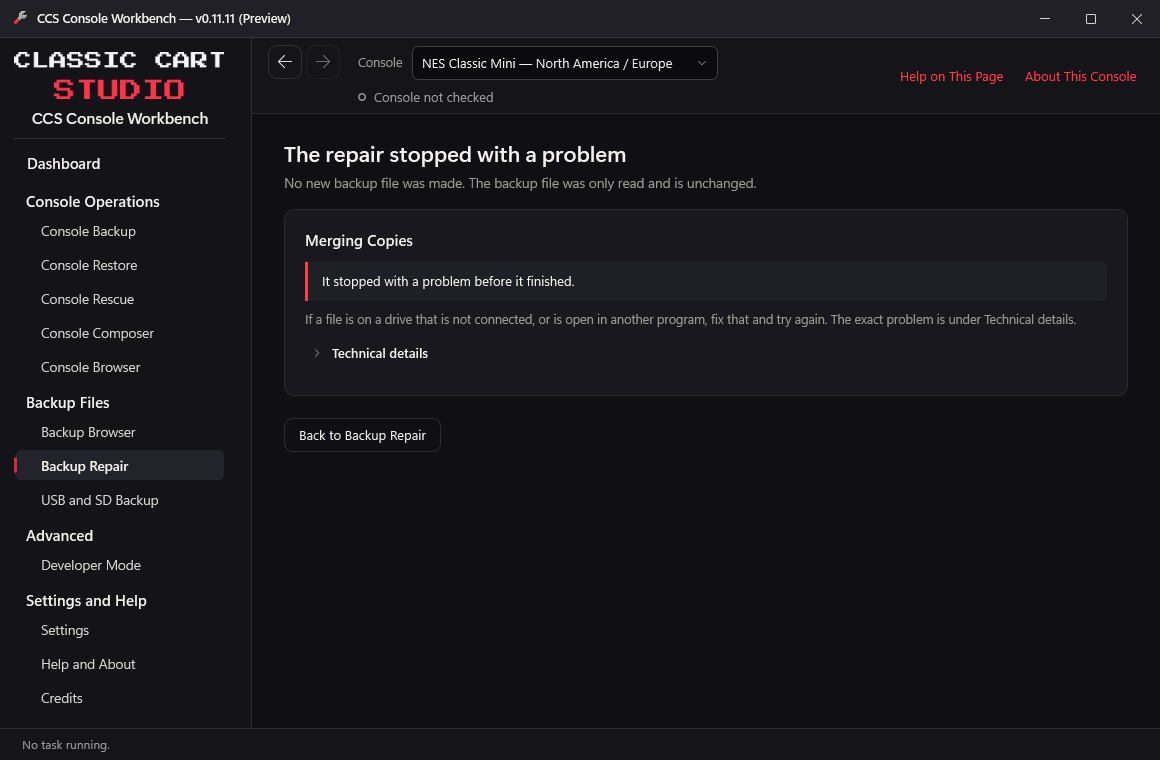 CCS Console Workbench — v0.11.11 (Preview)
CLASSIC CART
STUDIO
CCS Console Workbench
Dashboard
Console Operations
Console Backup
Console Restore
Console Rescue
Console Composer
Console Browser
Backup Files
Backup Browser
Backup Repair
USB and SD Backup
Advanced
Developer Mode
Settings and Help
Settings
Help and About
Credits
Console
NES Classic Mini — North America / Europe
Console not checked
Help on This Page
About This Console
The repair stopped with a problem
No new backup file was made. The backup file was only read and is unchanged.
Merging Copies
It stopped with a problem before it finished.
If a file is on a drive that is not connected, or is open in another program, fix that and try again. The exact problem is under Technical details.
Technical details
Back to Backup Repair
No task running.